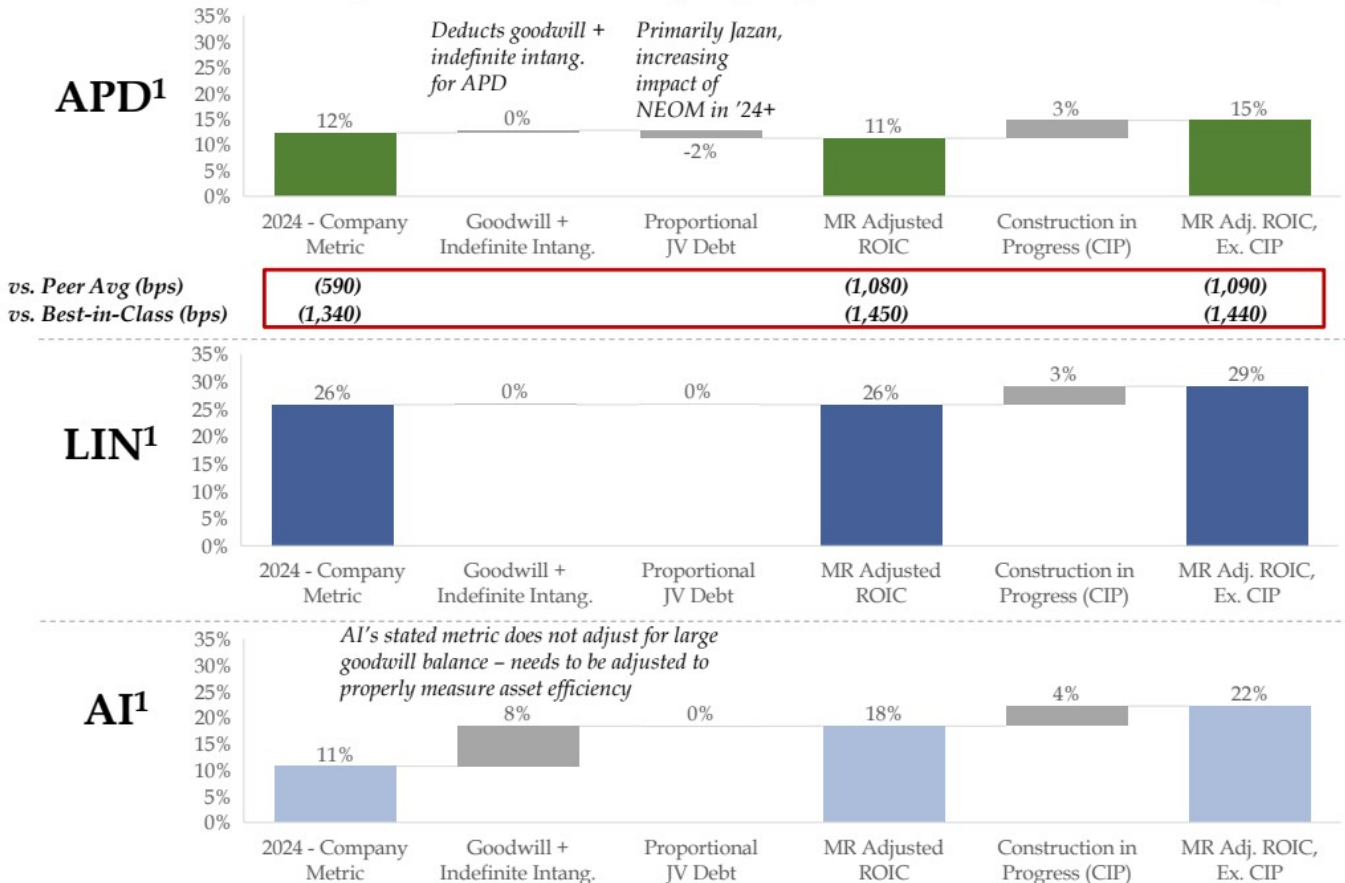 35%
30%
25%
20%
15%
10%
5%
0%
APD¹
Deducts goodwill +
indefinite intang.
for APD
Primarily Jazan,
increasing
impact of
NEOM in '24+
12%
0%
-2%
11%
3%
15%
2024 - Company
Metric
Goodwill +
Indefinite Intang.
Proportional
JV Debt
MR Adjusted
ROIC
Construction in
Progress (CIP)
MR Adj. ROIC,
Ex. CIP
vs. Peer Avg (bps) (590) (1,080) (1,090)
vs. Best-in-Class (bps) (1,340) (1,450) (1,440)
35%
30%
25%
20%
15%
10%
5%
0%
LIN¹
26%
0%
0%
26%
3%
29%
2024 - Company
Metric
Goodwill +
Indefinite Intang.
Proportional
JV Debt
MR Adjusted
ROIC
Construction in
Progress (CIP)
MR Adj. ROIC,
Ex. CIP
35%
30%
25%
20%
15%
10%
5%
0%
AI¹
AI's stated metric does not adjust for large
goodwill balance – needs to be adjusted to
properly measure asset efficiency
11%
8%
0%
18%
4%
22%
2024 - Company
Metric
Goodwill +
Indefinite Intang.
Proportional
JV Debt
MR Adjusted
ROIC
Construction in
Progress (CIP)
MR Adj. ROIC,
Ex. CIP